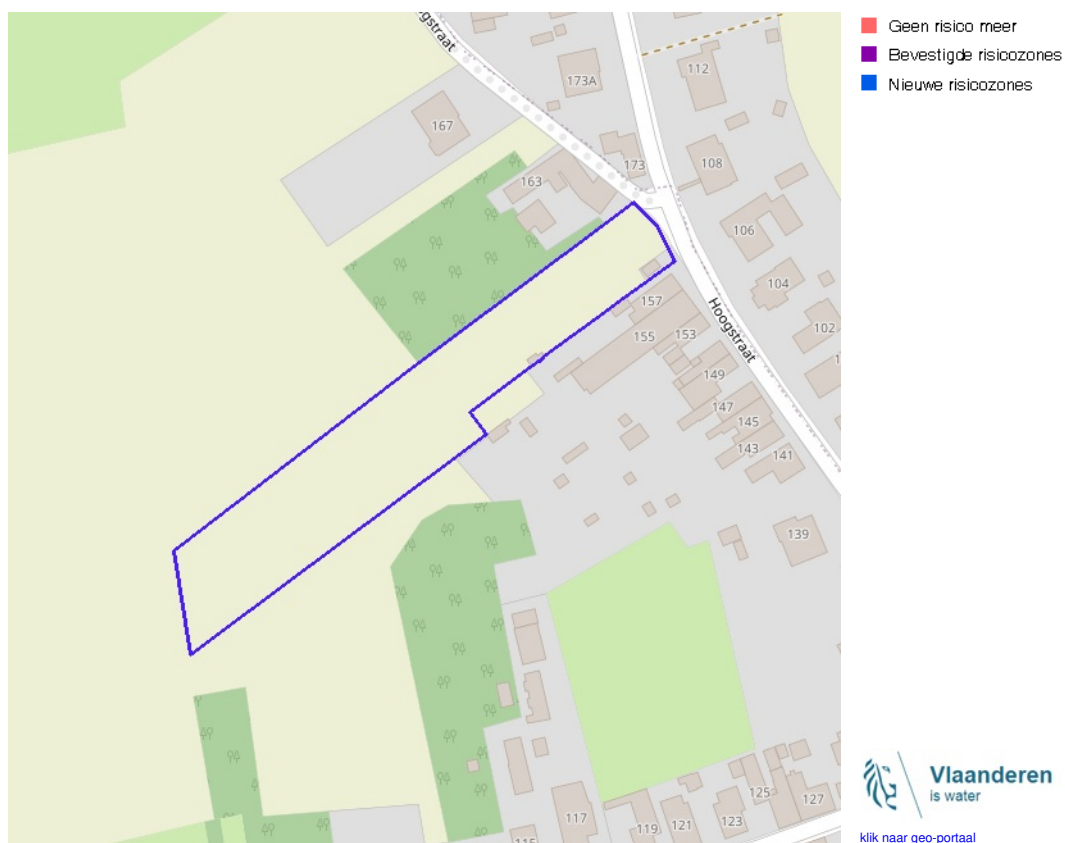 Hoogstraat
173A
112
167
173
108
163
106
104
157
102
155
153
Hoogstraat
149
147
145
143
141
139
125
127
117
119
121
123
115
Geen risico meer
Bevestigde risicozones
Nieuwe risicozones
Vlaanderen
is water
klik naar geo-portaal